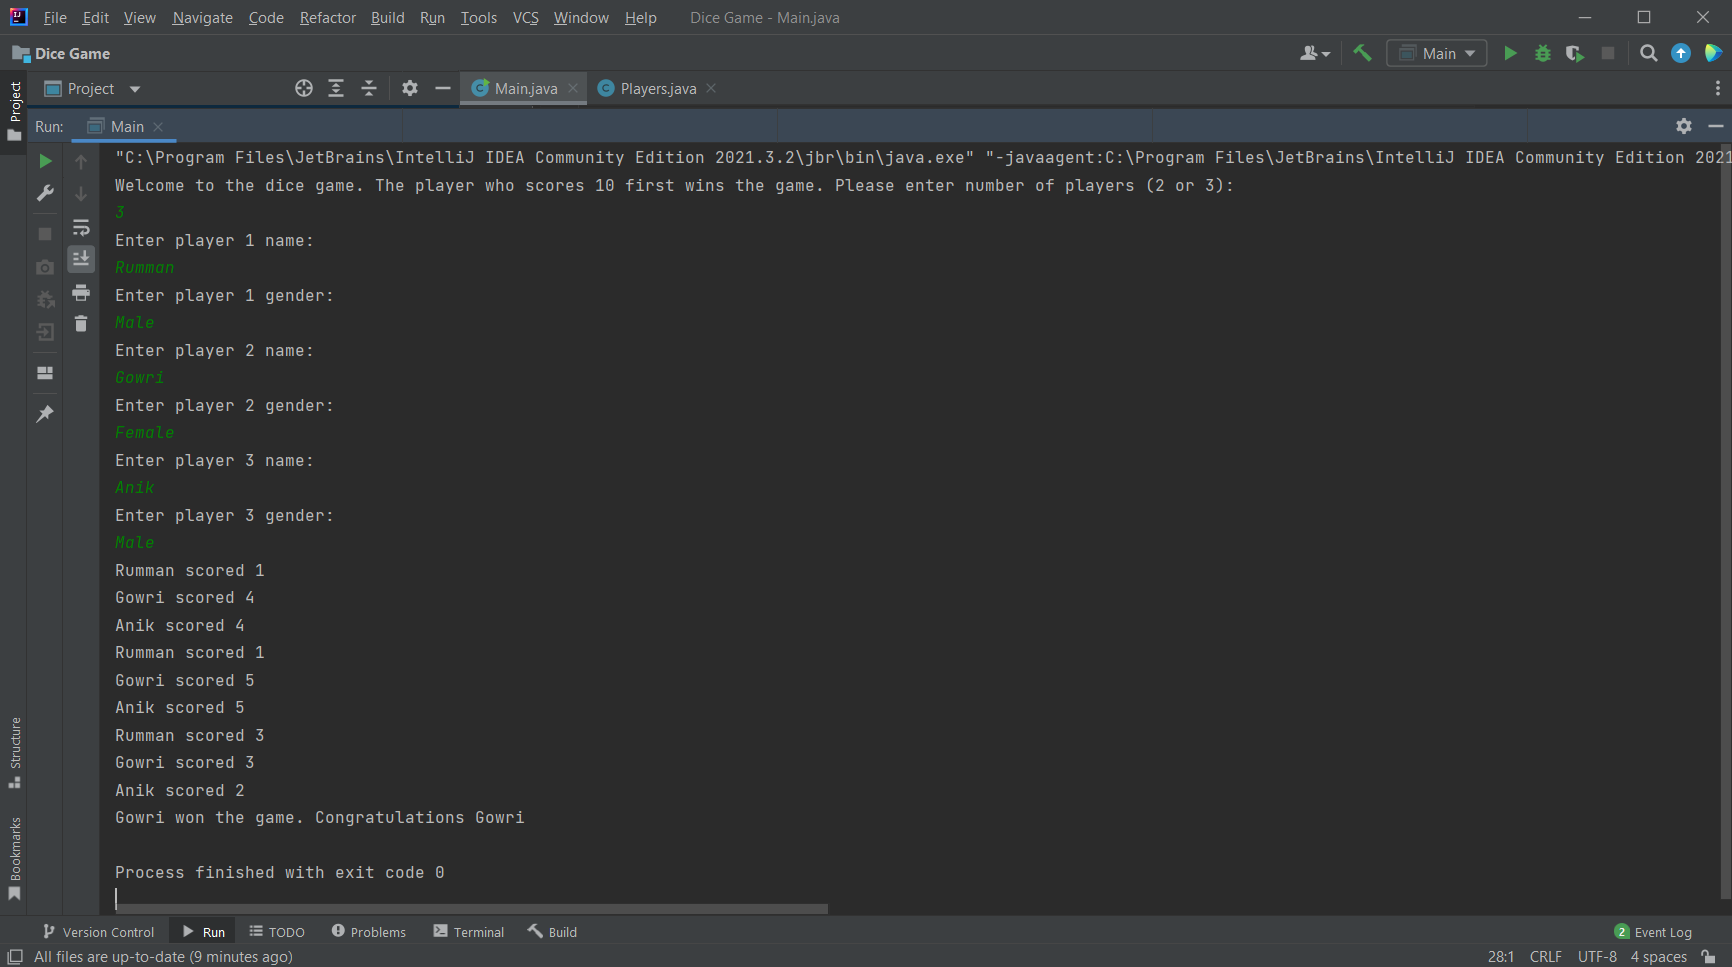 File Edit View Navigate Code Refactor Build Run Tools VCS Window Help Dice Game - Main.java
Dice Game Main
Project Main.java Players.java
Project
Run: Main
"C:\Program Files\JetBrains\IntelliJ IDEA Community Edition 2021.3.2\jbr\bin\java.exe" "-javaagent:C:\Program Files\JetBrains\IntelliJ IDEA Community Edition 2021
Welcome to the dice game. The player who scores 10 first wins the game. Please enter number of players (2 or 3):
3
Enter player 1 name:
Rumman
Enter player 1 gender:
Male
Enter player 2 name:
Gowri
Enter player 2 gender:
Female
Enter player 3 name:
Anik
Enter player 3 gender:
Male
Rumman scored 1
Gowri scored 4
Anik scored 4
Rumman scored 1
Gowri scored 5
Anik scored 5
Rumman scored 3
Gowri scored 3
Anik scored 2
Gowri won the game. Congratulations Gowri
Process finished with exit code 0
Structure
Bookmarks
Version Control Run TODO Problems Terminal Build 2 Event Log
All files are up-to-date (9 minutes ago) 28:1 CRLF UTF-8 4 spaces